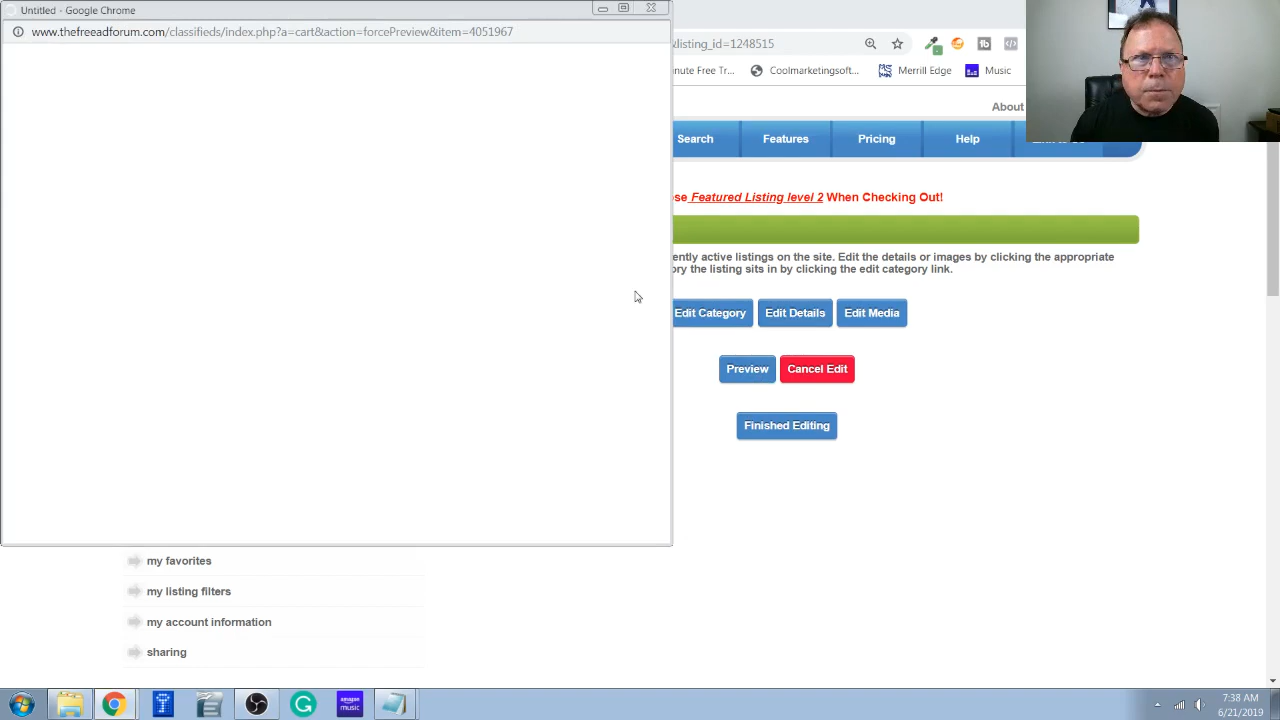 Untitled - Google Chrome
www.thefreeadforum.com/classifieds/index.php?a=cart&action=forcePreview&item=4051967
&listing_id=1248515
nute Free Tr...
Coolmarketingsoft...
Merrill Edge
Music
About
Search
Features
Pricing
Help
se Featured Listing level 2 When Checking Out!
ently active listings on the site. Edit the details or images by clicking the appropriate
ory the listing sits in by clicking the edit category link.
Edit Category
Edit Details
Edit Media
Preview
Cancel Edit
Finished Editing
my favorites
my listing filters
my account information
sharing
amazon
music
7:38 AM
6/21/2019